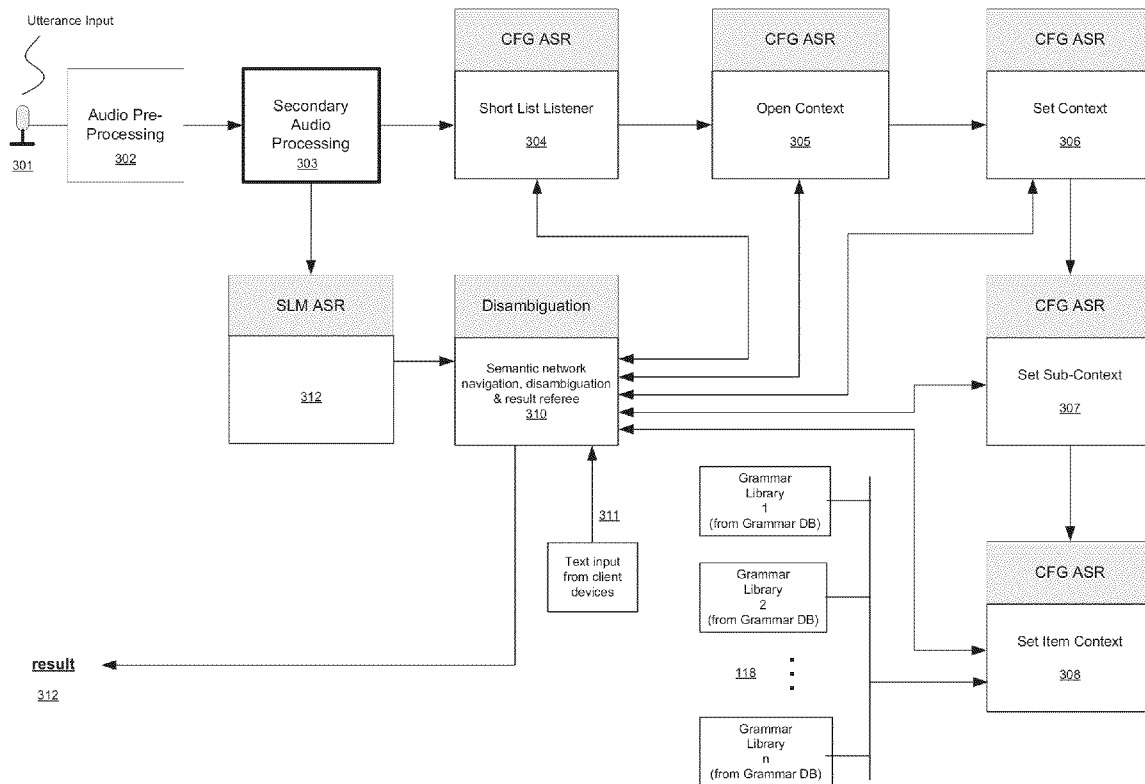 Utterance Input
301
Audio Pre-
Processing
302
Secondary
Audio
Processing
303
CFG ASR
Short List Listener
304
CFG ASR
Open Context
305
CFG ASR
Set Context
306
SLM ASR
312
Disambiguation
Semantic network
navigation, disambiguation
& result referee
310
CFG ASR
Set Sub-Context
307
311
Text input
from client
devices
Grammar
Library
1
(from Grammar DB)
Grammar
Library
2
(from Grammar DB)
118
Grammar
Library
n
(from Grammar DB)
CFG ASR
Set Item Context
308
result
312